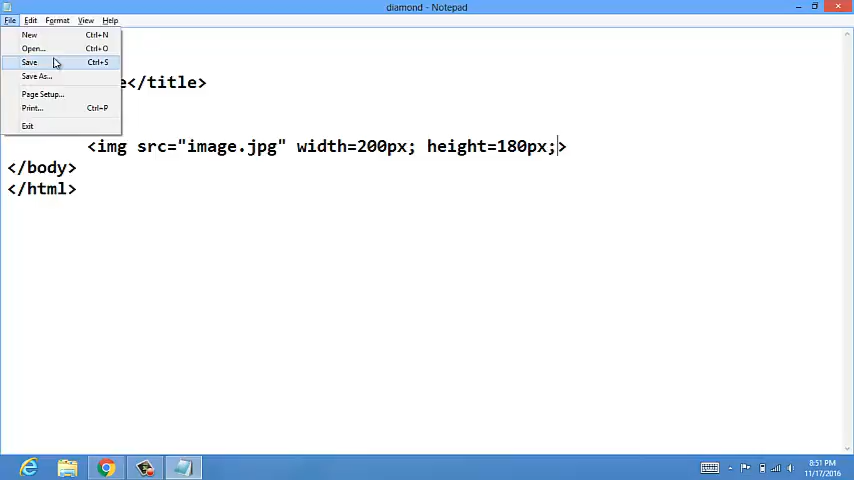 diamond - Notepad
File Edit Format View Help
New Ctrl+N
Open... Ctrl+O
Save Ctrl+S
Save As...
Page Setup...
Print... Ctrl+P
Exit
e</title>
<img src="image.jpg" width=200px; height=180px;>
</body>
</html>
8:51 PM
11/17/2016